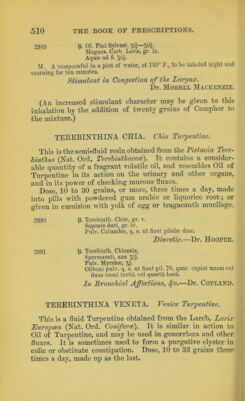 510 THE BOOK OF PRESCRIPTIONS.
2989 ℞ Ol. Pini Sylvest. ʒij—ʒiij.
Magnes. Carb. Levis, gr. lx.
Aquæ ad fl. ℥iij.
M. A teaspoonful in a pint of water, at 150° F., to be inhaled night and
morning for ten minutes.
Stimulant in Congestion of the Larynx.
Dr. MORELL MACKENZIE.
(An increased stimulant character may be given to this
inhalation by the addition of twenty grains of Camphor to
the mixture.)
TEREBINTHINA CHIA. Chio Turpentine.
This is the semi-fluid resin obtained from the Pistacia Tere-
binthus (Nat. Ord., Terebinthaceæ). It contains a consider-
able quantity of a fragrant volatile oil, and resembles Oil of
Turpentine in its action on the urinary and other organs,
and in its power of checking mucous fluxes.
Dose, 10 to 30 grains, or more, three times a day, made
into pills with powdered gum arabic or liquorice root; or
given in emulsion with yolk of egg or tragacanth mucilage.
2990 ℞ Terebinth. Chiæ, gr. v.
Saponis duri, gr. iv.
Pulv. Calumbæ, q. s. ut fiant pilulæ duæ.
Diuretic.—Dr. HOOPER.
2991 ℞ Terebinth. Chiensis,
Spermaceti, ana ʒij.
Pulv. Myrrhæ, ʒi.
Olibani pulv. q. s. ut fiant pil. 70, quar. capiat unam vel
duas omni tertiâ vel quartâ horâ.
In Bronchial Affections, &c.—Dr. COPLAND.
TEREBINTHINA VENETA. Venice Turpentine.
This is a fluid Turpentine obtained from the Larch, Larix
Europæa (Nat. Ord. Coniferæ). It is similar in action to
Oil of Turpentine, and may be used in gonorrhœa and other
fluxes. It is sometimes used to form a purgative clyster in
colic or obstinate constipation. Dose, 10 to 33 grains three
times a day, made up as the last.